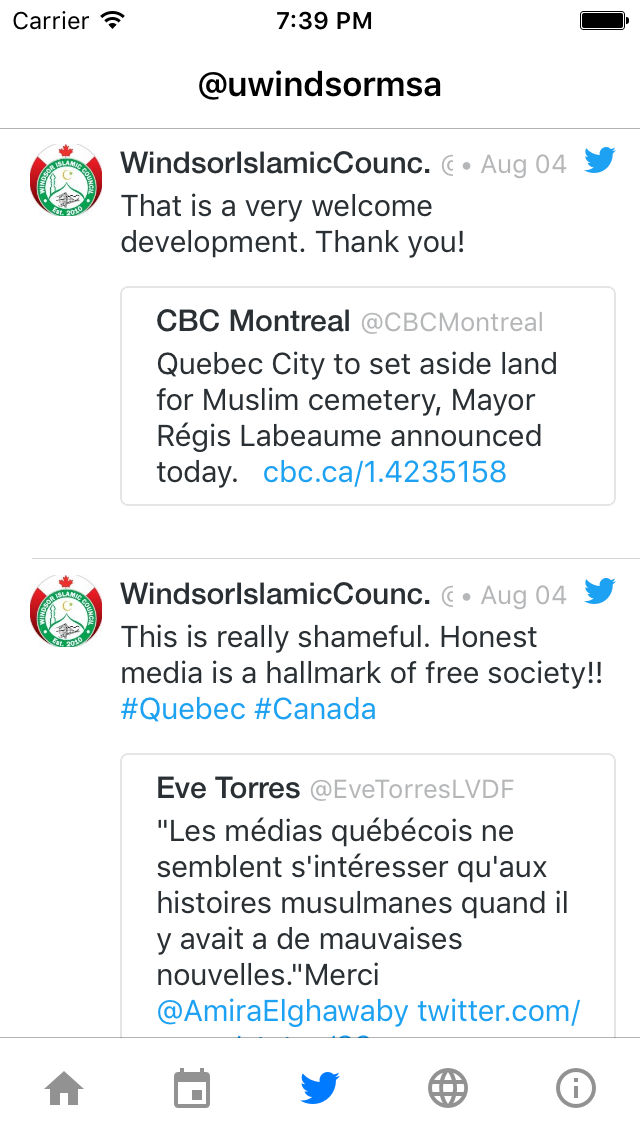 Carrier 7:39 PM
@uwindsormsa
WindsorIslamicCounc. @ • Aug 04
That is a very welcome
development. Thank you!
CBC Montreal @CBCMontreal
Quebec City to set aside land
for Muslim cemetery, Mayor
Régis Labeaume announced
today. cbc.ca/1.4235158
WINDSOR ISLAMIC COUNCIL
Est. 2010
WindsorIslamicCounc. @ • Aug 04
This is really shameful. Honest
media is a hallmark of free society!!
#Quebec #Canada
Eve Torres @EveTorresLVDF
"Les médias québécois ne
semblent s'intéresser qu'aux
histoires musulmanes quand il
y avait a de mauvaises
nouvelles."Merci
@AmiraElghawaby twitter.com/
WINDSOR ISLAMIC COUNCIL
Est. 2010